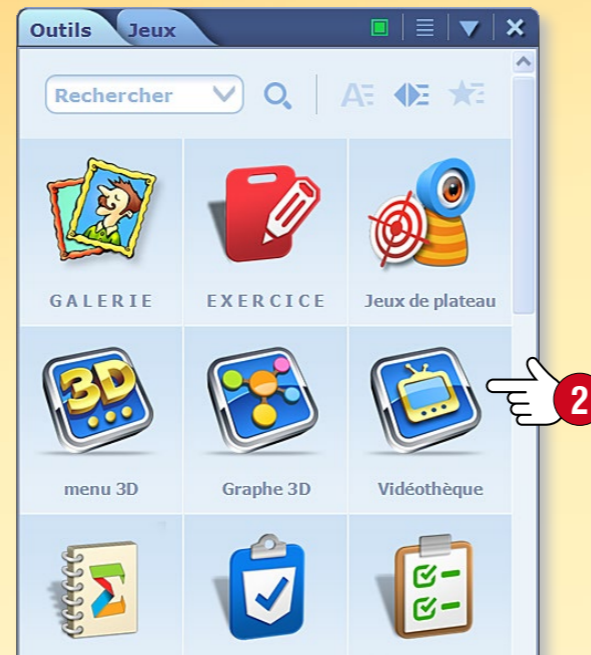 Outils Jeux
Rechercher
GALERIE EXERCICE Jeux de plateau
3D
menu 3D Graphe 3D Vidéothèque
2
Σ